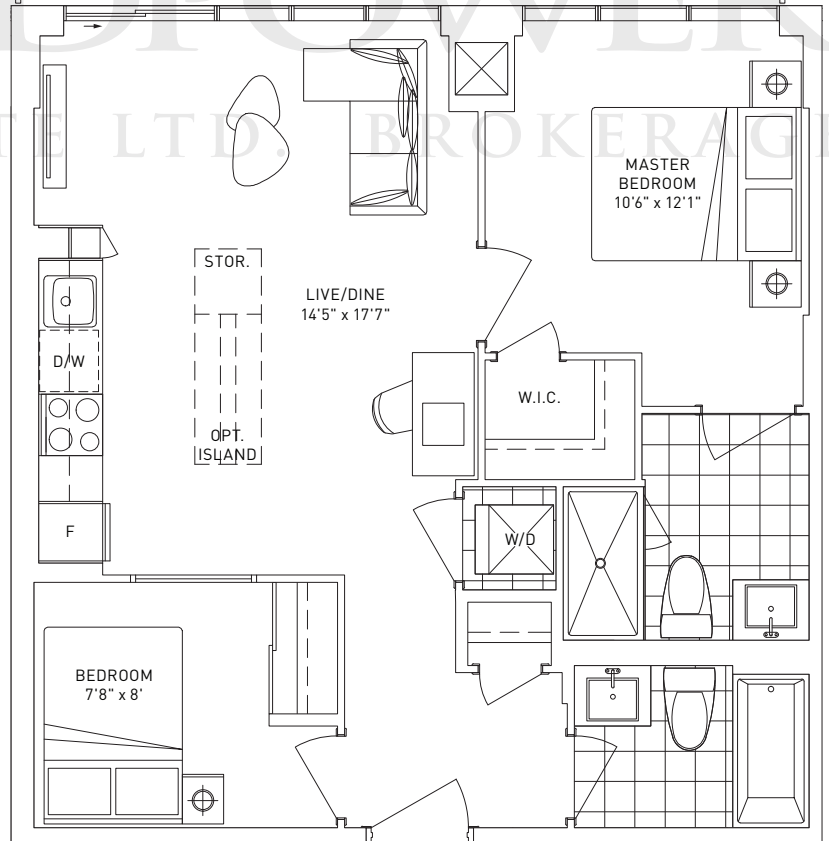 TE LTD. BROKERAGE
MASTER
BEDROOM
10'6" x 12'1"
STOR.
LIVE/DINE
14'5" x 17'7"
D/W
W.I.C.
OPT.
ISLAND
F
W/D
BEDROOM
7'8" x 8'